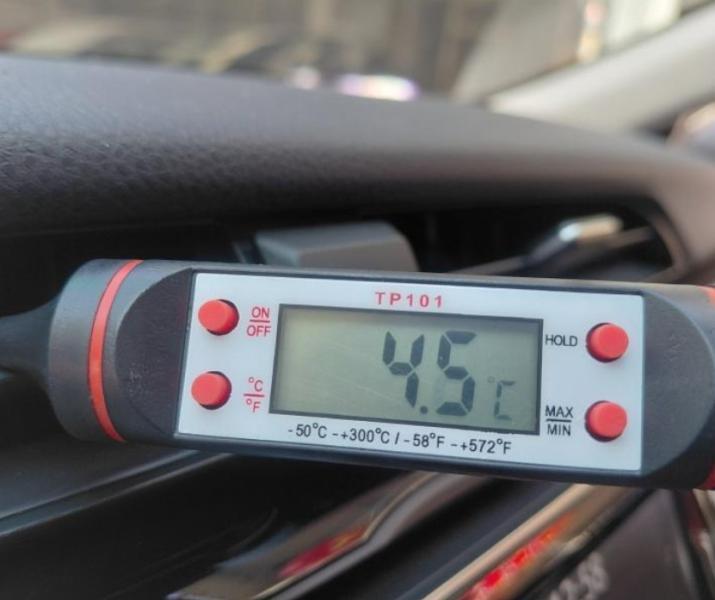 TP101
ON
OFF
°C
°F
4.5 °C
HOLD
MAX
MIN
-50°C -+300°C / -58°F -+572°F